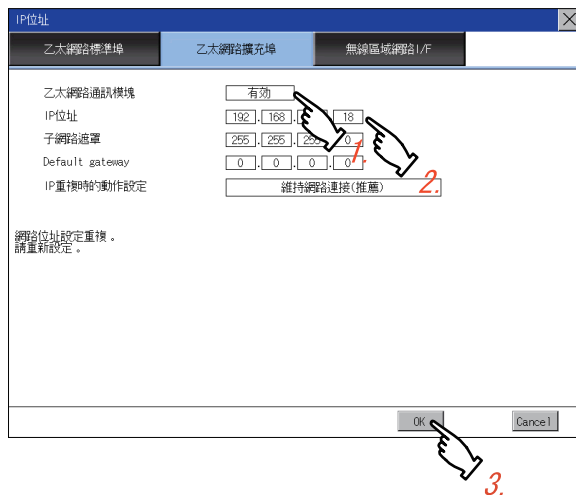 IP位址
乙太網路標準埠 乙太網路擴充埠 無線區域網路I/F
乙太網路通訊模塊 有効
IP位址 192 . 168 . . 18
子網路遮罩 255 . 255 . 255 . 0
Default gateway 0 . 0 . 0 . 0
IP重複時的動作設定 維持網路連接(推薦)
1.
2.
網路位址設定重複。
請重新設定。
OK Cancel
3.